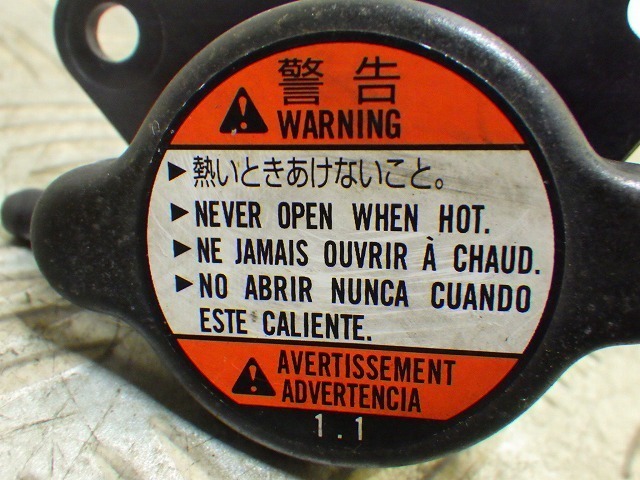 警告
WARNING
▶熱いときあけないこと。
▶NEVER OPEN WHEN HOT.
▶NE JAMAIS OUVRIR À CHAUD.
▶NO ABRIR NUNCA CUANDO
ESTE CALIENTE.
AVERTISSEMENT
ADVERTENCIA
1.1